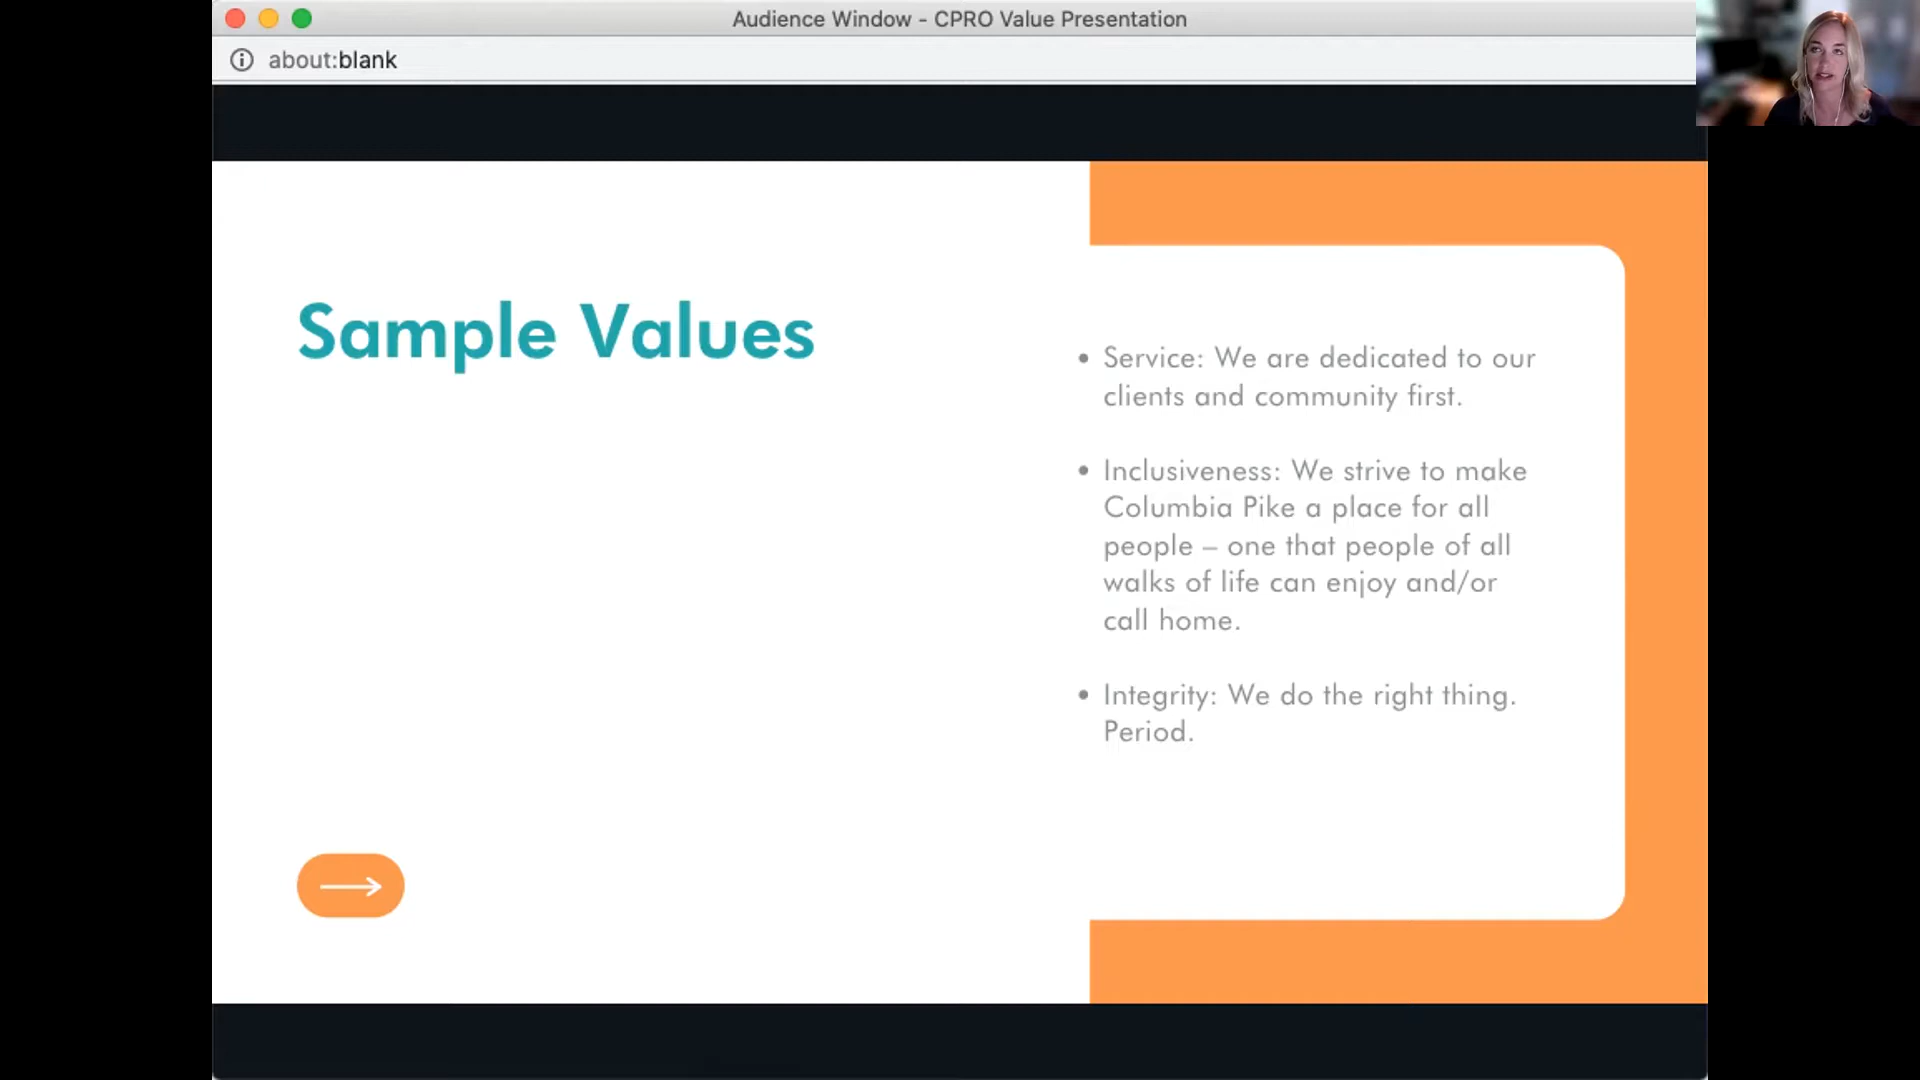 Audience Window - CPRO Value Presentation
about:blank
Sample Values
• Service: We are dedicated to our
clients and community first.
• Inclusiveness: We strive to make
Columbia Pike a place for all
people – one that people of all
walks of life can enjoy and/or
call home.
• Integrity: We do the right thing.
Period.